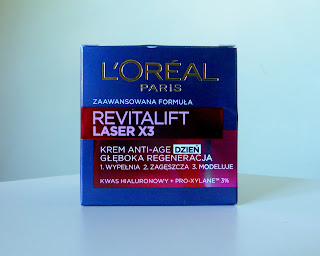 L'ORÉAL
PARIS
ZAAWANSOWANA FORMUŁA
REVITALIFT
LASER X3
KREM ANTI-AGE DZIEŃ
GŁĘBOKA REGENERACJA
1. WYPEŁNIA 2. ZAGĘSZCZA 3. MODELUJE
KWAS HIALURONOWY + PRO-XYLANE™ 3%